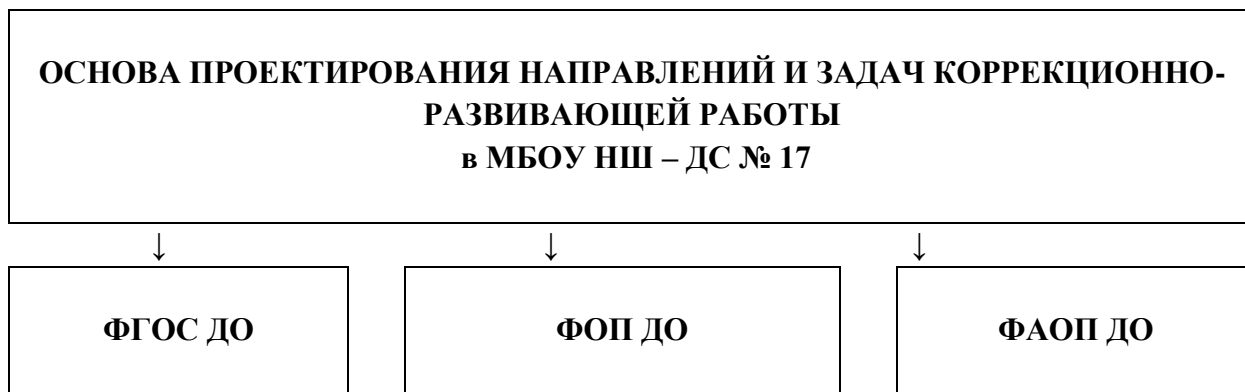 ОСНОВА ПРОЕКТИРОВАНИЯ НАПРАВЛЕНИЙ И ЗАДАЧ КОРРЕКЦИОННО-
РАЗВИВАЮЩЕЙ РАБОТЫ
в МБОУ НШ – ДС № 17
↓ ↓ ↓
ФГОС ДО ФОП ДО ФАОП ДО